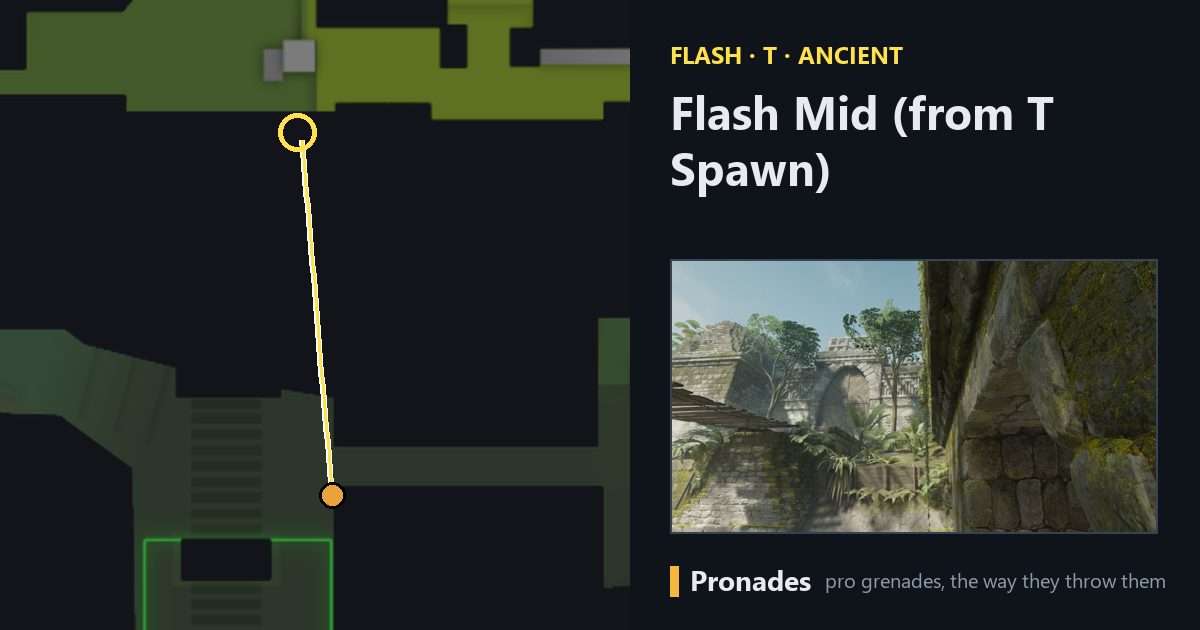 FLASH · T · ANCIENT
Flash Mid (from T
Spawn)
Pronades pro grenades, the way they throw them